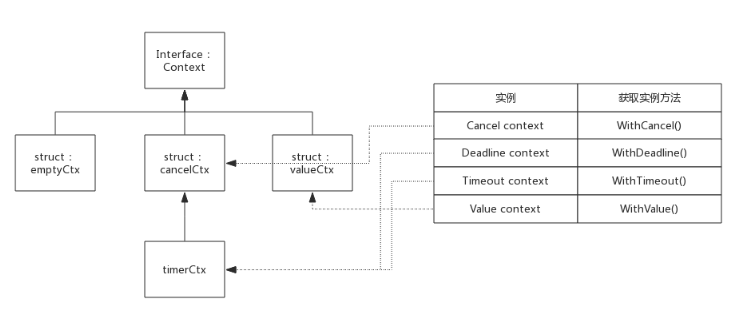 Interface：
Context
struct：
emptyCtx
struct：
cancelCtx
struct：
valueCtx
timerCtx
实例 获取实例方法
Cancel context WithCancel()
Deadline context WithDeadline()
Timeout context WithTimeout()
Value context WithValue()